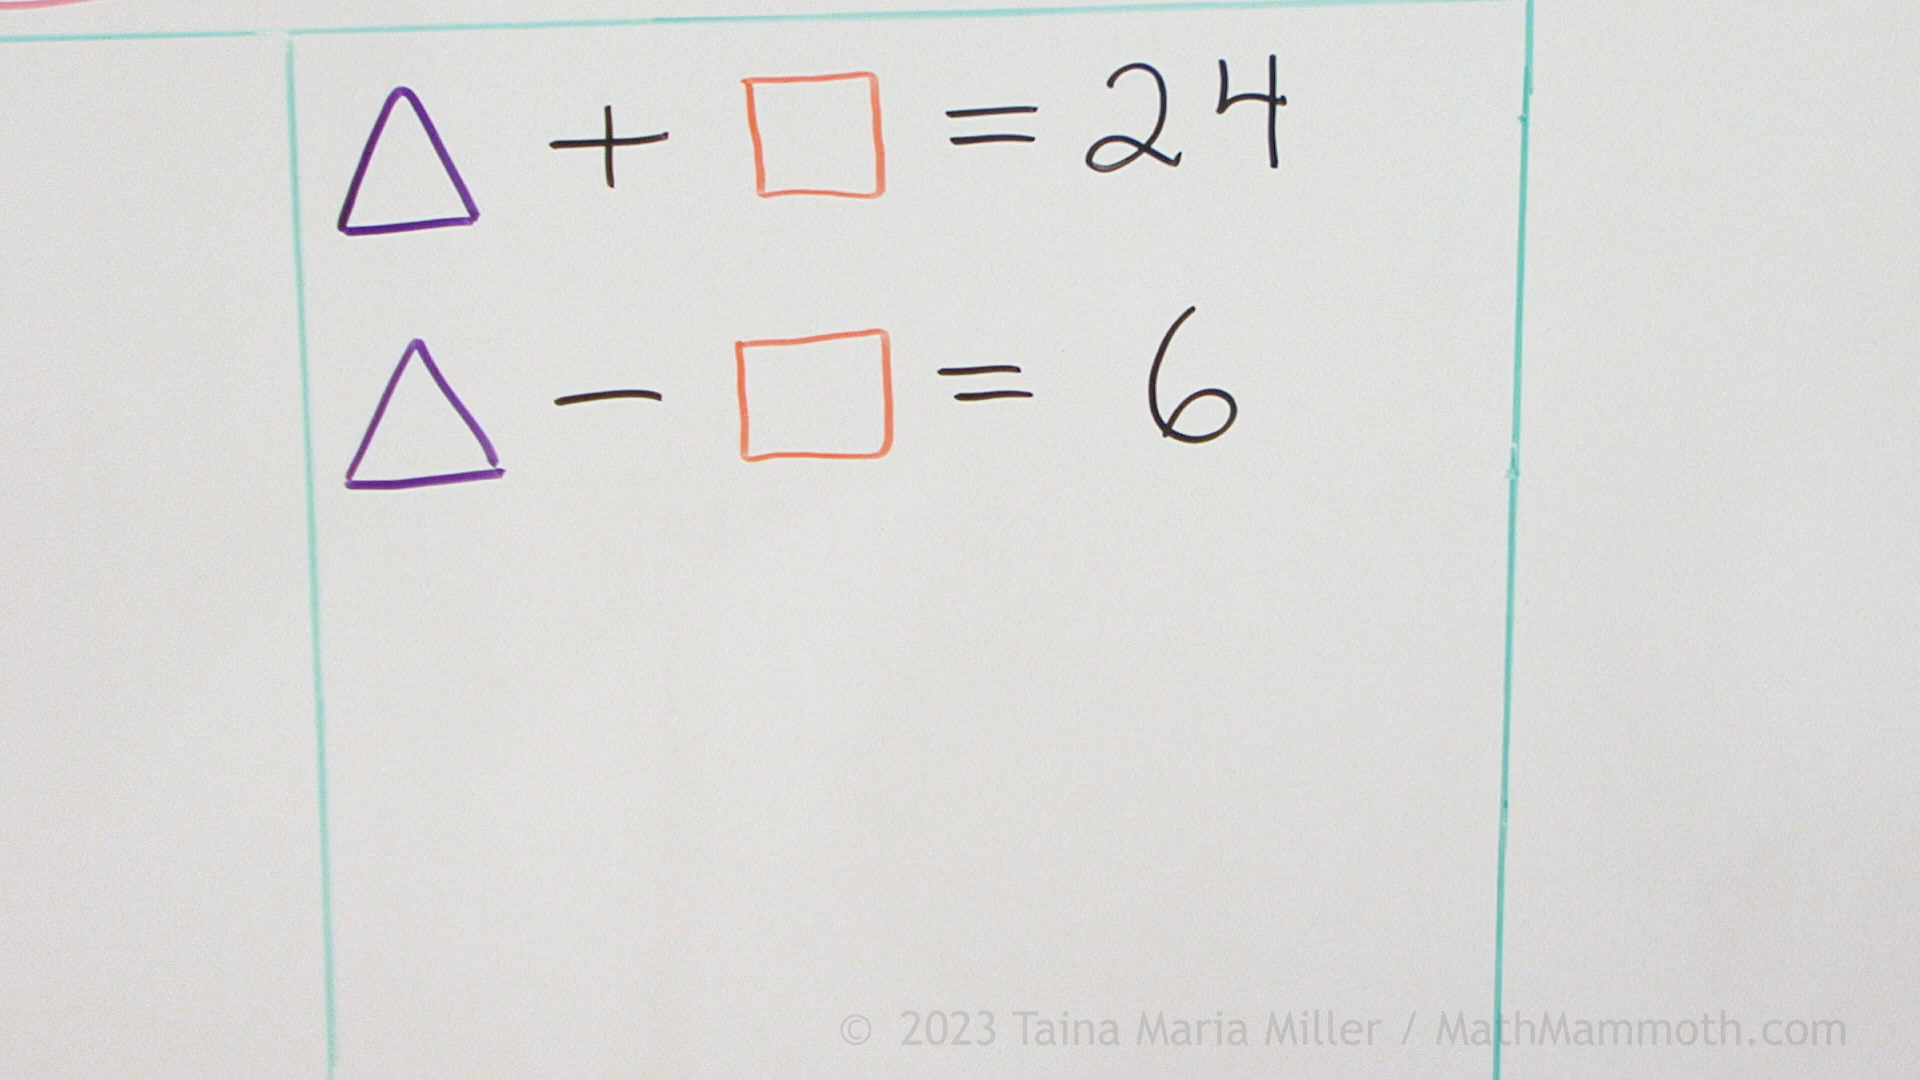 △ + □ = 24
△ − □ = 6
© 2023 Taina Maria Miller / MathMammoth.com